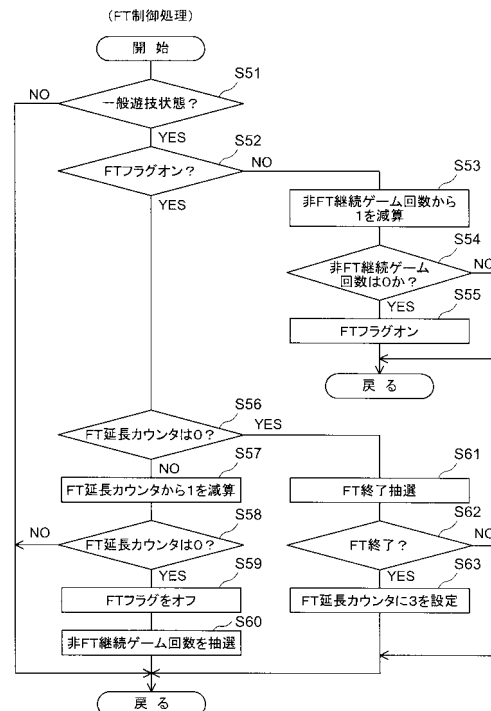 (FT制御処理)
開 始
S51
NO
一般遊技状態?
YES
S52
FTフラグオン?
NO
YES
S53
非FT継続ゲーム回数から
1を減算
S54
非FT継続ゲーム
回数は0か?
NO
YES
S55
FTフラグオン
戻 る
S56
FT延長カウンタは0?
YES
NO
S57
FT延長カウンタから1を減算
S58
NO
FT延長カウンタは0?
YES
S59
FTフラグをオフ
S60
非FT継続ゲーム回数を抽選
S61
FT終了抽選
S62
FT終了?
NO
YES
S63
FT延長カウンタに3を設定
戻 る